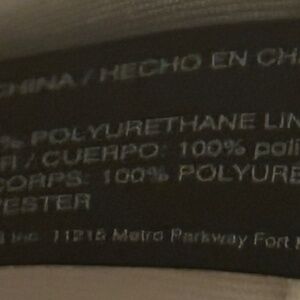 CHINA / HECHO EN CH
% POLYURETHANE LIN
R / CUERPO: 100% poli
CORPS: 100% POLYURE
ESTER
Inc. 11215 Metro Parkway Fort